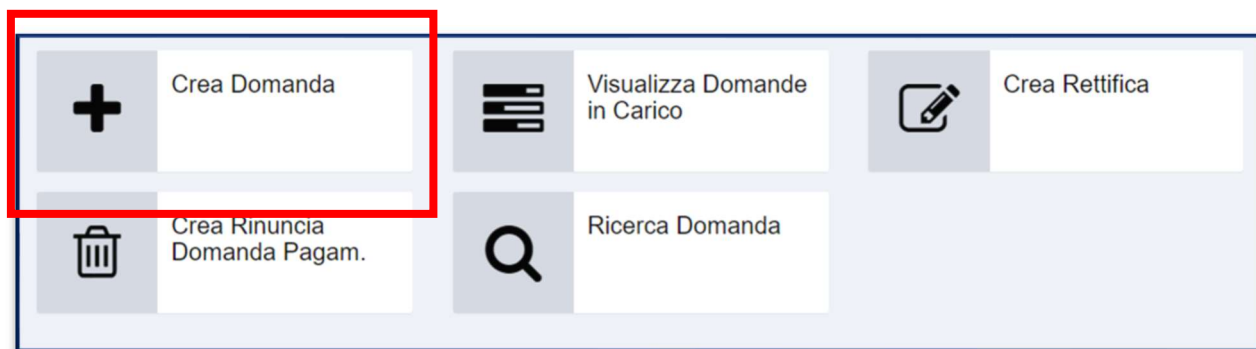 Crea Domanda
Visualizza Domande
in Carico
Crea Rettifica
Crea Rinuncia
Domanda Pagam.
Ricerca Domanda